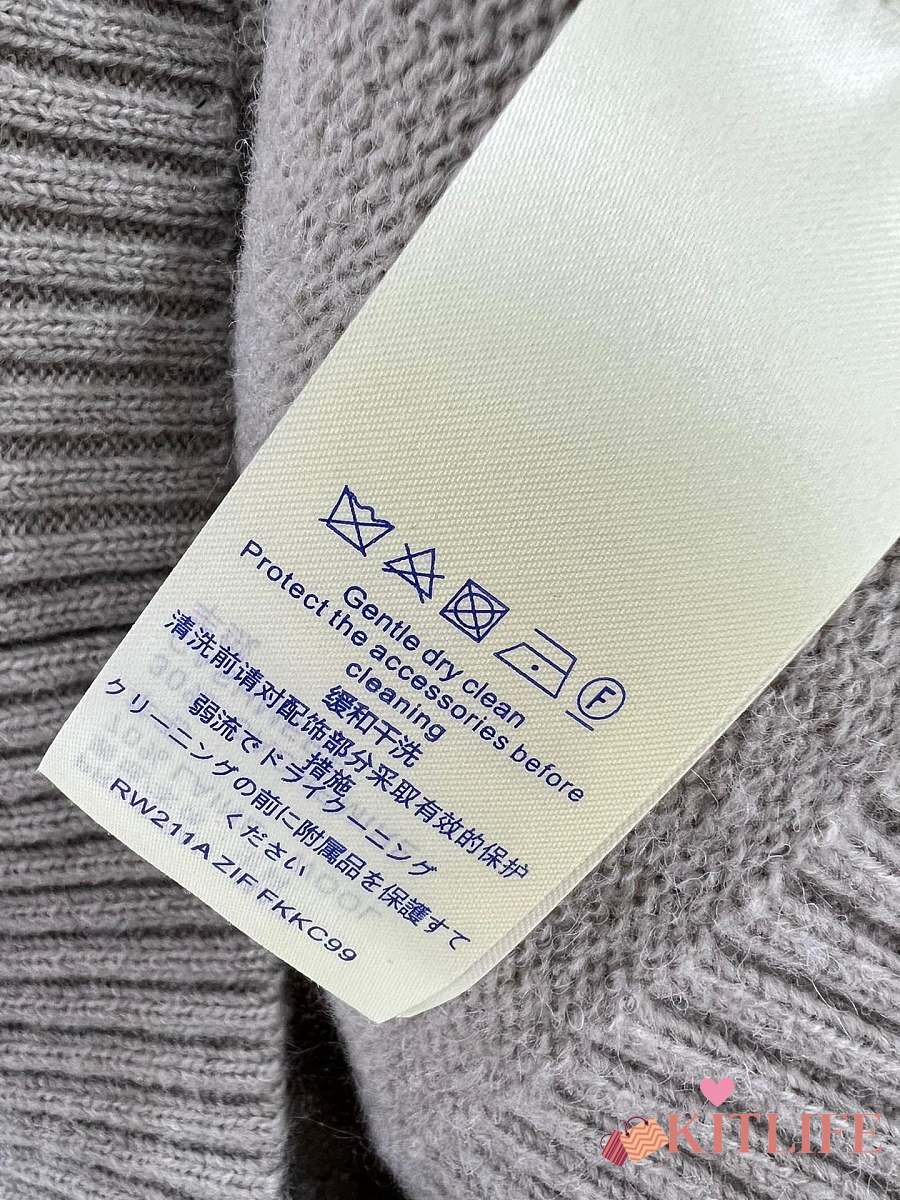 F
Gentle dry clean
Protect the accessories before
cleaning
缓和干洗
清洗前请对配饰部分采取有效的保护
措施
弱流でドライクーニング
クリーニングの前に附属品を保護すて
ください
RW211A ZIF FKKC99
KITLIFE